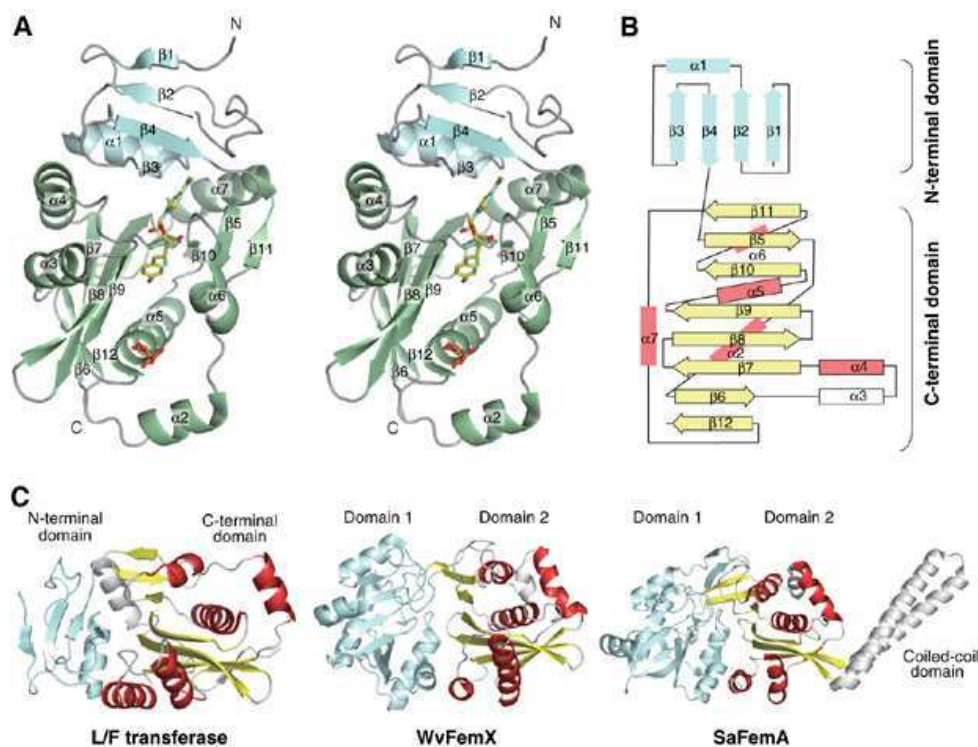 A
N
β1
β2
β4
α1
β3
α4
α7
β5
β7
β11
α3
β10
β8
β9
α6
α5
β12
β6
C
α2
N
β1
β2
β4
α1
β3
α4
α7
β5
β7
β11
α3
β10
β8
β9
α6
α5
β12
β6
C
α2
B
α1
β3 β4 β2 β1
N-terminal domain
β11
β5
α6
β10
α5
β9
α7
β8
α2
β7
α4
β6
α3
β12
C-terminal domain
C
N-terminal
domain
C-terminal
domain
L/F transferase
Domain 1 Domain 2
WvFemX
Domain 1 Domain 2
Coiled-coil
domain
SaFemA